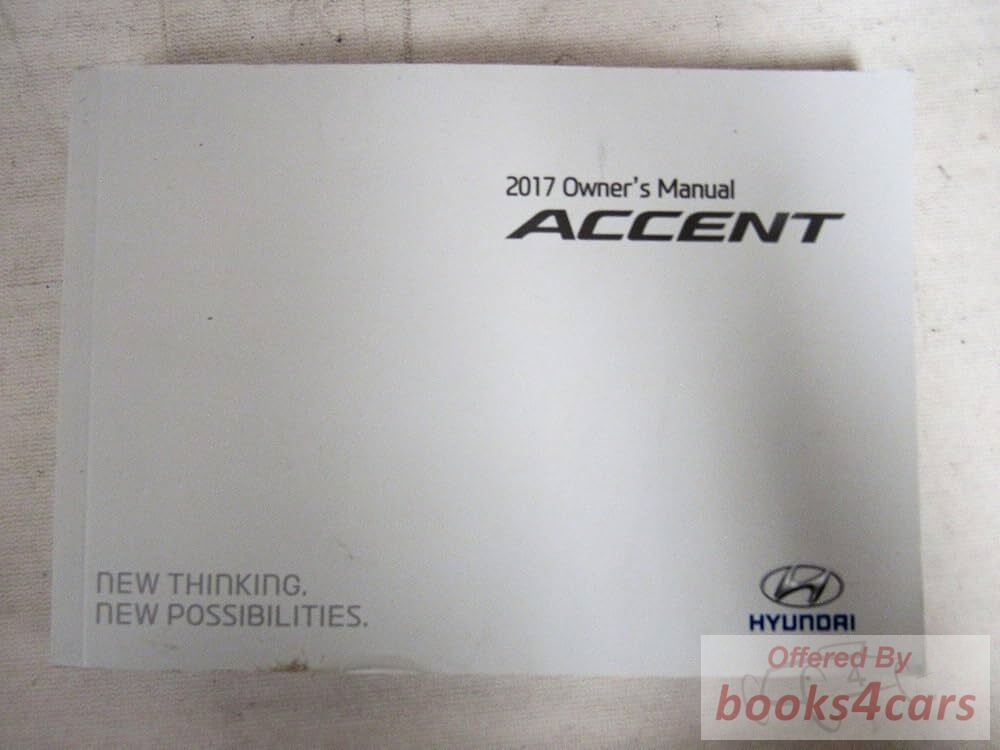 2017 Owner's Manual
ACCENT
NEW THINKING.
NEW POSSIBILITIES.
HYUNDAI
Offered By
books4cars